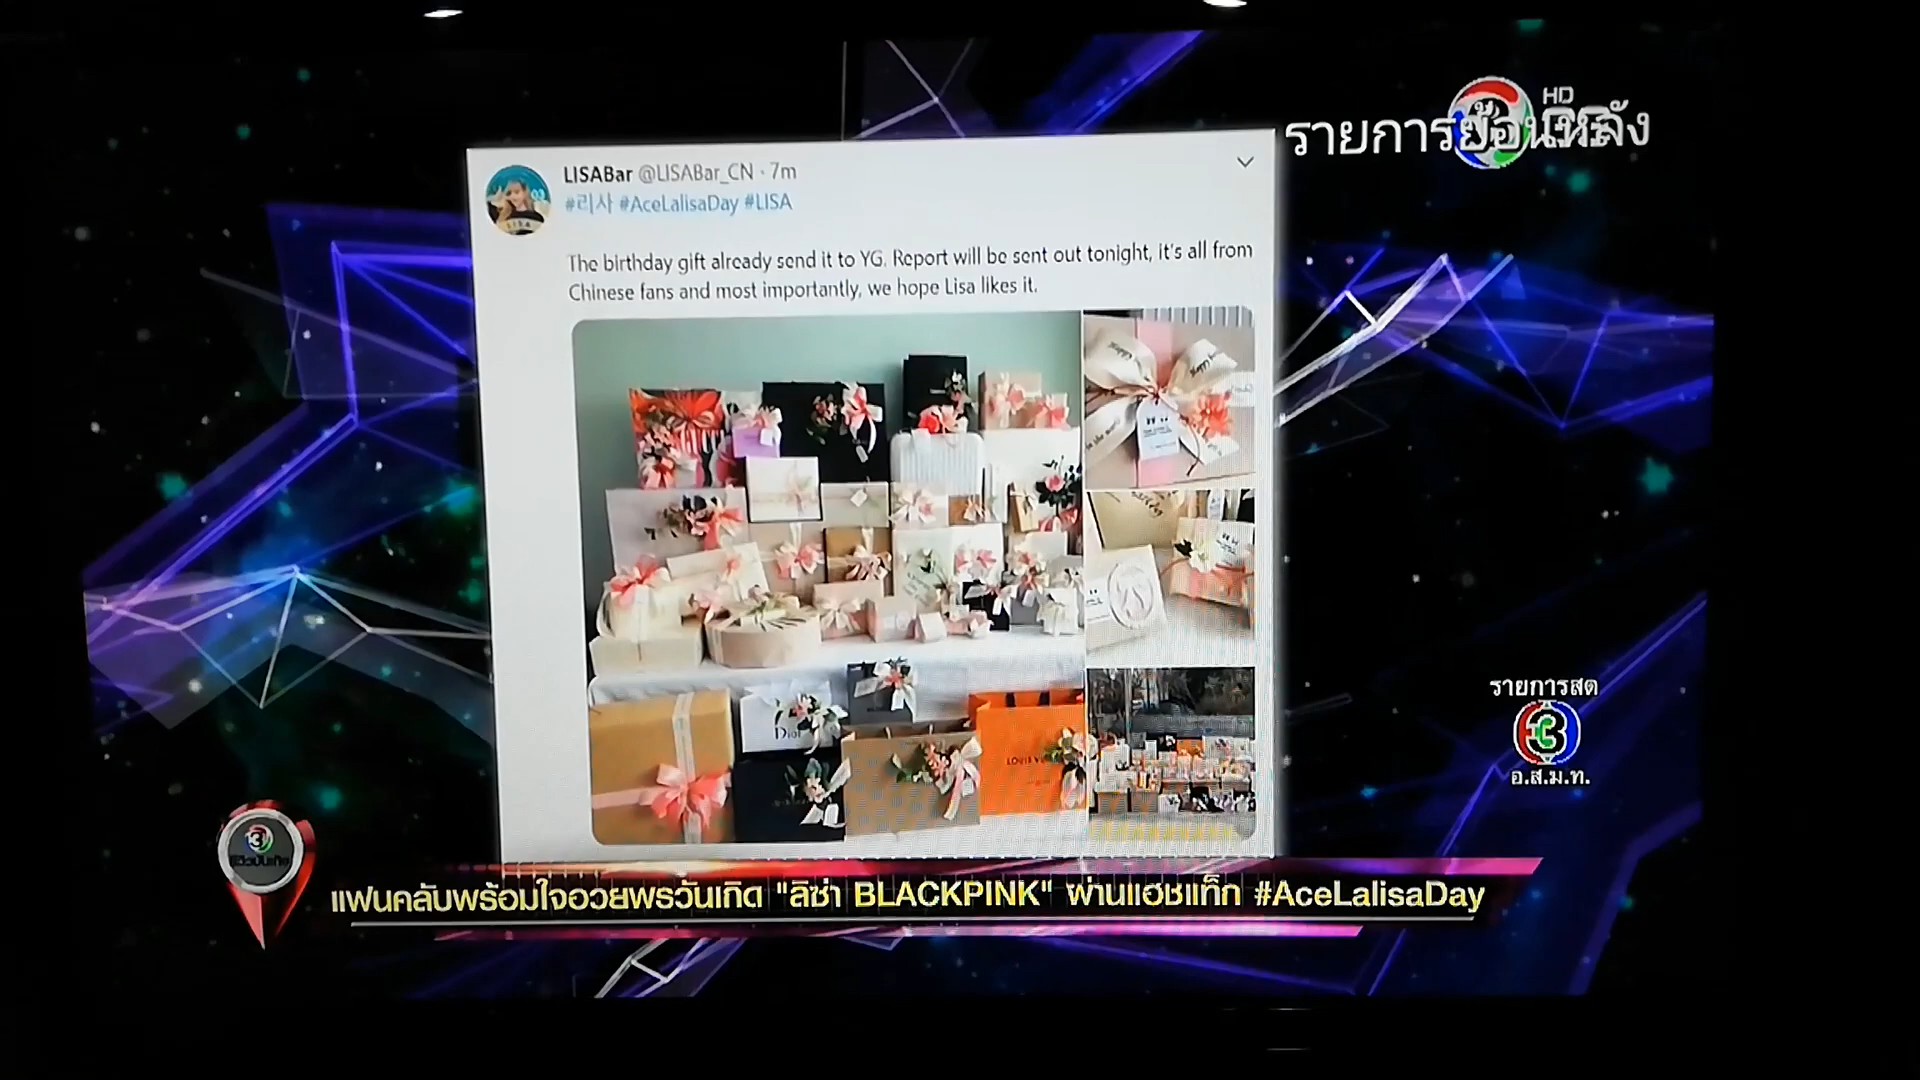 HD
รายการย้อนหลัง
LISABar @LISABar_CN · 7m
#리사 #AceLalisaDay #LISA
The birthday gift already send it to YG. Report will be sent out tonight, it's all from
Chinese fans and most importantly, we hope Lisa likes it.
Happy
Dior
LOUIS VU
รายการสด
3
อ.ส.ม.ท.
3
แฟนคลับพร้อมใจอวยพรวันเกิด "ลิซ่า BLACKPINK" ผ่านแฮชแท็ก #AceLalisaDay